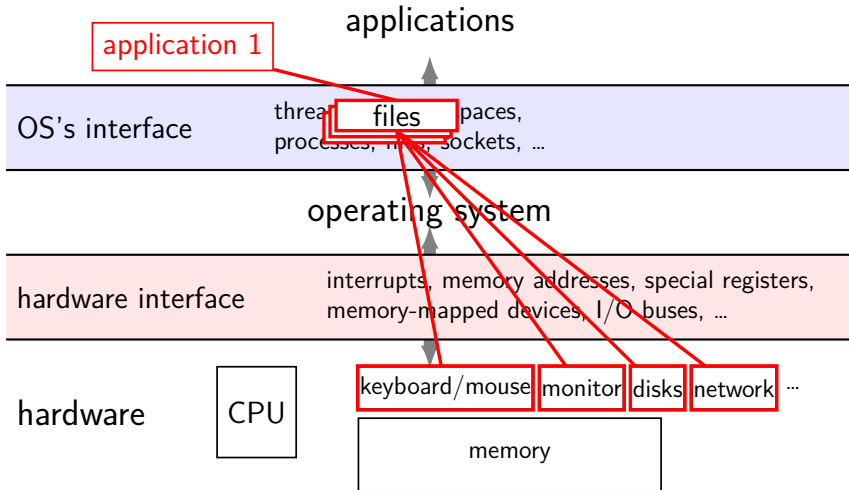 applications
application 1
OS's interface
files
paces,
processes, sockets, ...
operating system
hardware interface
interrupts, memory addresses, special registers,
memory-mapped devices, I/O buses, ...
hardware
CPU
keyboard/mouse
monitor
disks
network
...
memory